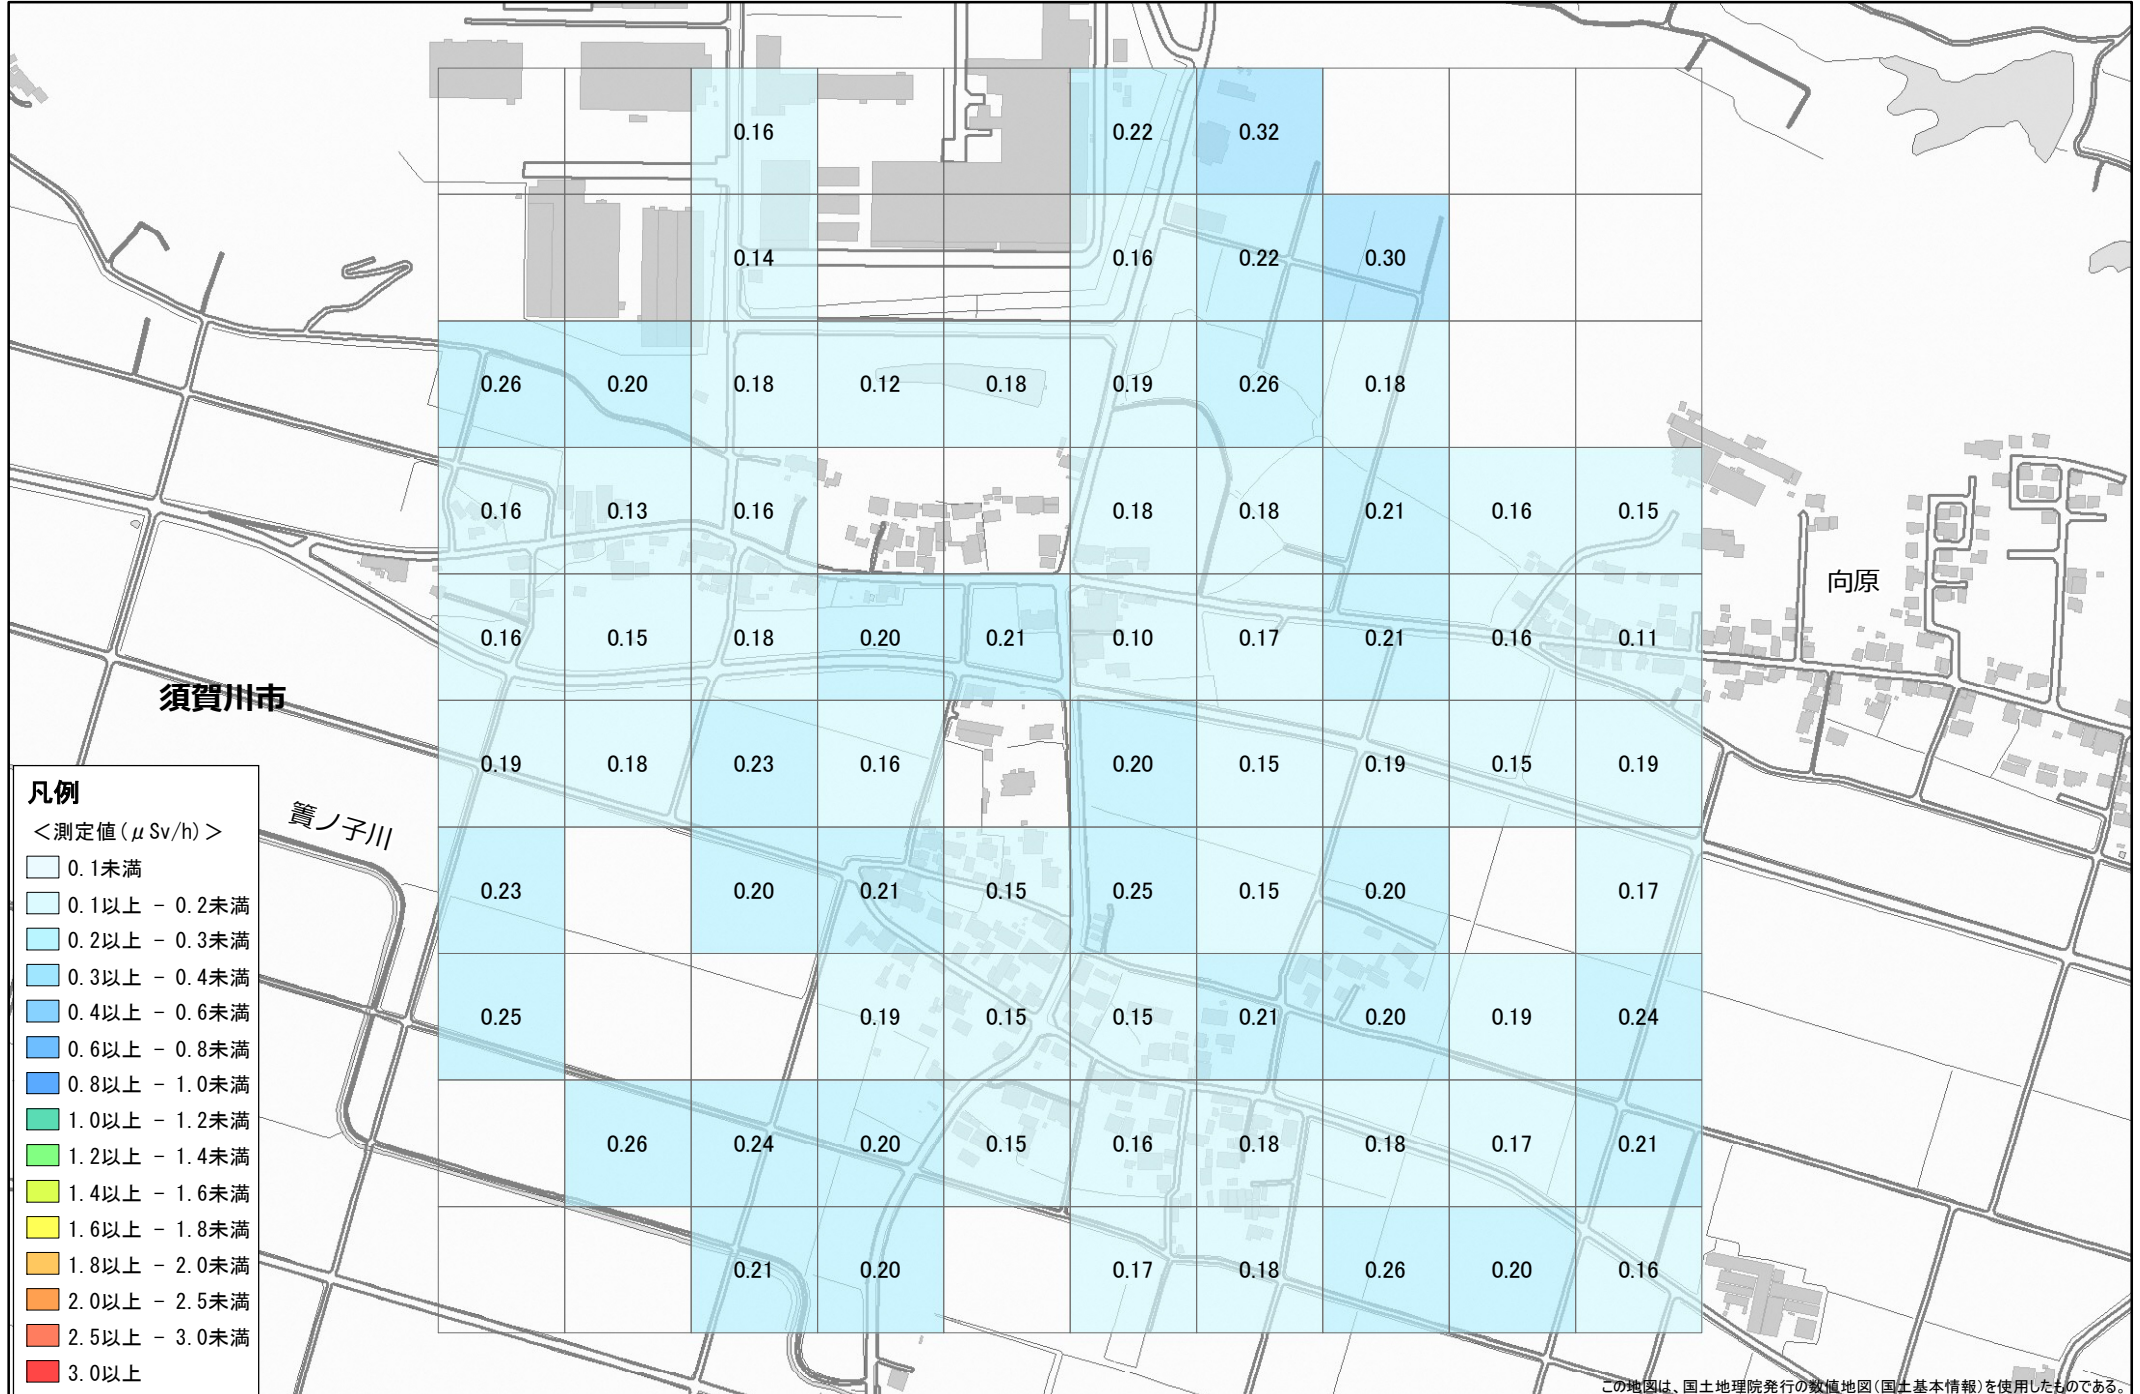 0.16 0.22 0.32
0.14 0.16 0.22 0.30
0.26 0.20 0.18 0.12 0.18 0.19 0.26 0.18
0.16 0.13 0.16 0.18 0.18 0.21 0.16 0.15
向原
0.16 0.15 0.18 0.20 0.21 0.10 0.17 0.21 0.16 0.11
須賀川市
0.19 0.18 0.23 0.16 0.20 0.15 0.19 0.15 0.19
簀ノ子川
0.23 0.20 0.21 0.15 0.25 0.15 0.20 0.17
0.25 0.19 0.15 0.15 0.21 0.20 0.19 0.24
0.26 0.24 0.20 0.15 0.16 0.18 0.18 0.17 0.21
0.21 0.20 0.17 0.18 0.26 0.20 0.16
凡例
＜測定値(μSv/h)＞
0.1未満
0.1以上 - 0.2未満
0.2以上 - 0.3未満
0.3以上 - 0.4未満
0.4以上 - 0.6未満
0.6以上 - 0.8未満
0.8以上 - 1.0未満
1.0以上 - 1.2未満
1.2以上 - 1.4未満
1.4以上 - 1.6未満
1.6以上 - 1.8未満
1.8以上 - 2.0未満
2.0以上 - 2.5未満
2.5以上 - 3.0未満
3.0以上
この地図は、国土地理院発行の数値地図(国土基本情報)を使用したものである。